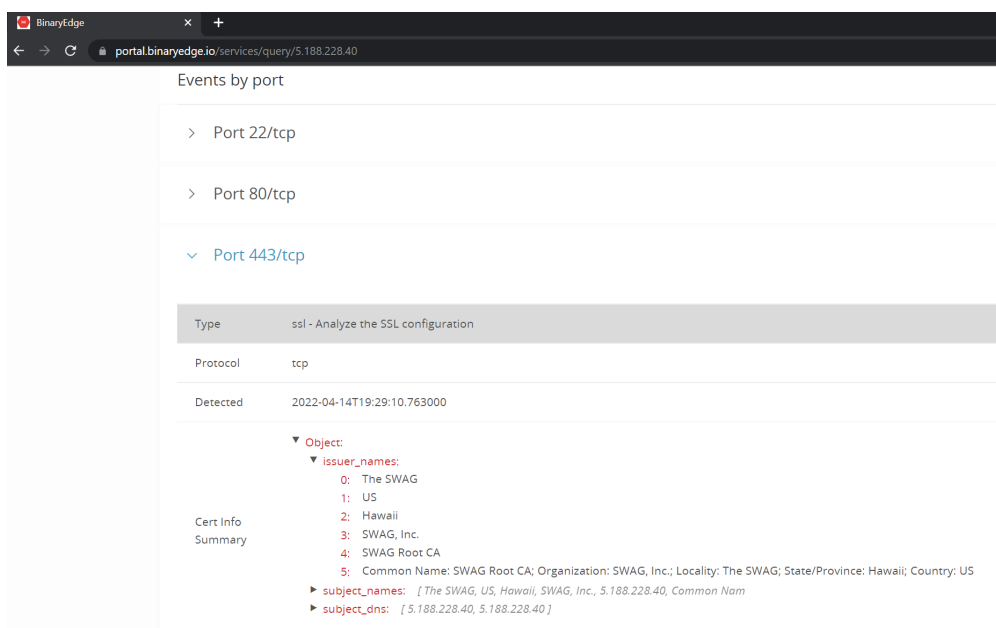 BinaryEdge
portal.binaryedge.io/services/query/5.188.228.40
Events by port
Port 22/tcp
Port 80/tcp
Port 443/tcp
Type ssl - Analyze the SSL configuration
Protocol tcp
Detected 2022-04-14T19:29:10.763000
Cert Info Summary
Object:
issuer_names:
0: The SWAG
1: US
2: Hawaii
3: SWAG, Inc.
4: SWAG Root CA
5: Common Name: SWAG Root CA; Organization: SWAG, Inc.; Locality: The SWAG; State/Province: Hawaii; Country: US
subject_names: [ The SWAG, US, Hawaii, SWAG, Inc., 5.188.228.40, Common Nam
subject_dns: [ 5.188.228.40, 5.188.228.40 ]